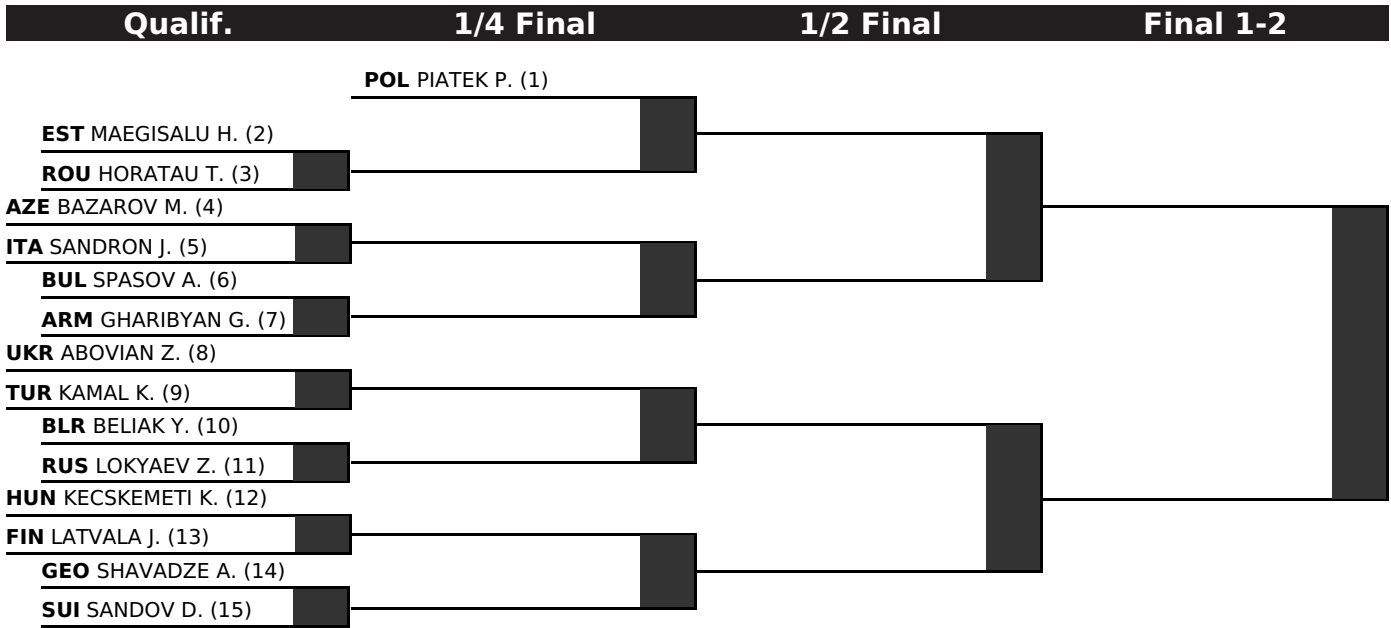 Qualif. 1/4 Final 1/2 Final Final 1-2
POL PIATEK P. (1)
EST MAEGISALU H. (2)
ROU HORATAU T. (3)
AZE BAZAROV M. (4)
ITA SANDRON J. (5)
BUL SPASOV A. (6)
ARM GHARIBYAN G. (7)
UKR ABOVIAN Z. (8)
TUR KAMAL K. (9)
BLR BELIAK Y. (10)
RUS LOKYAEV Z. (11)
HUN KECSKEMETI K. (12)
FIN LATVALA J. (13)
GEO SHAVADZE A. (14)
SUI SANDOV D. (15)